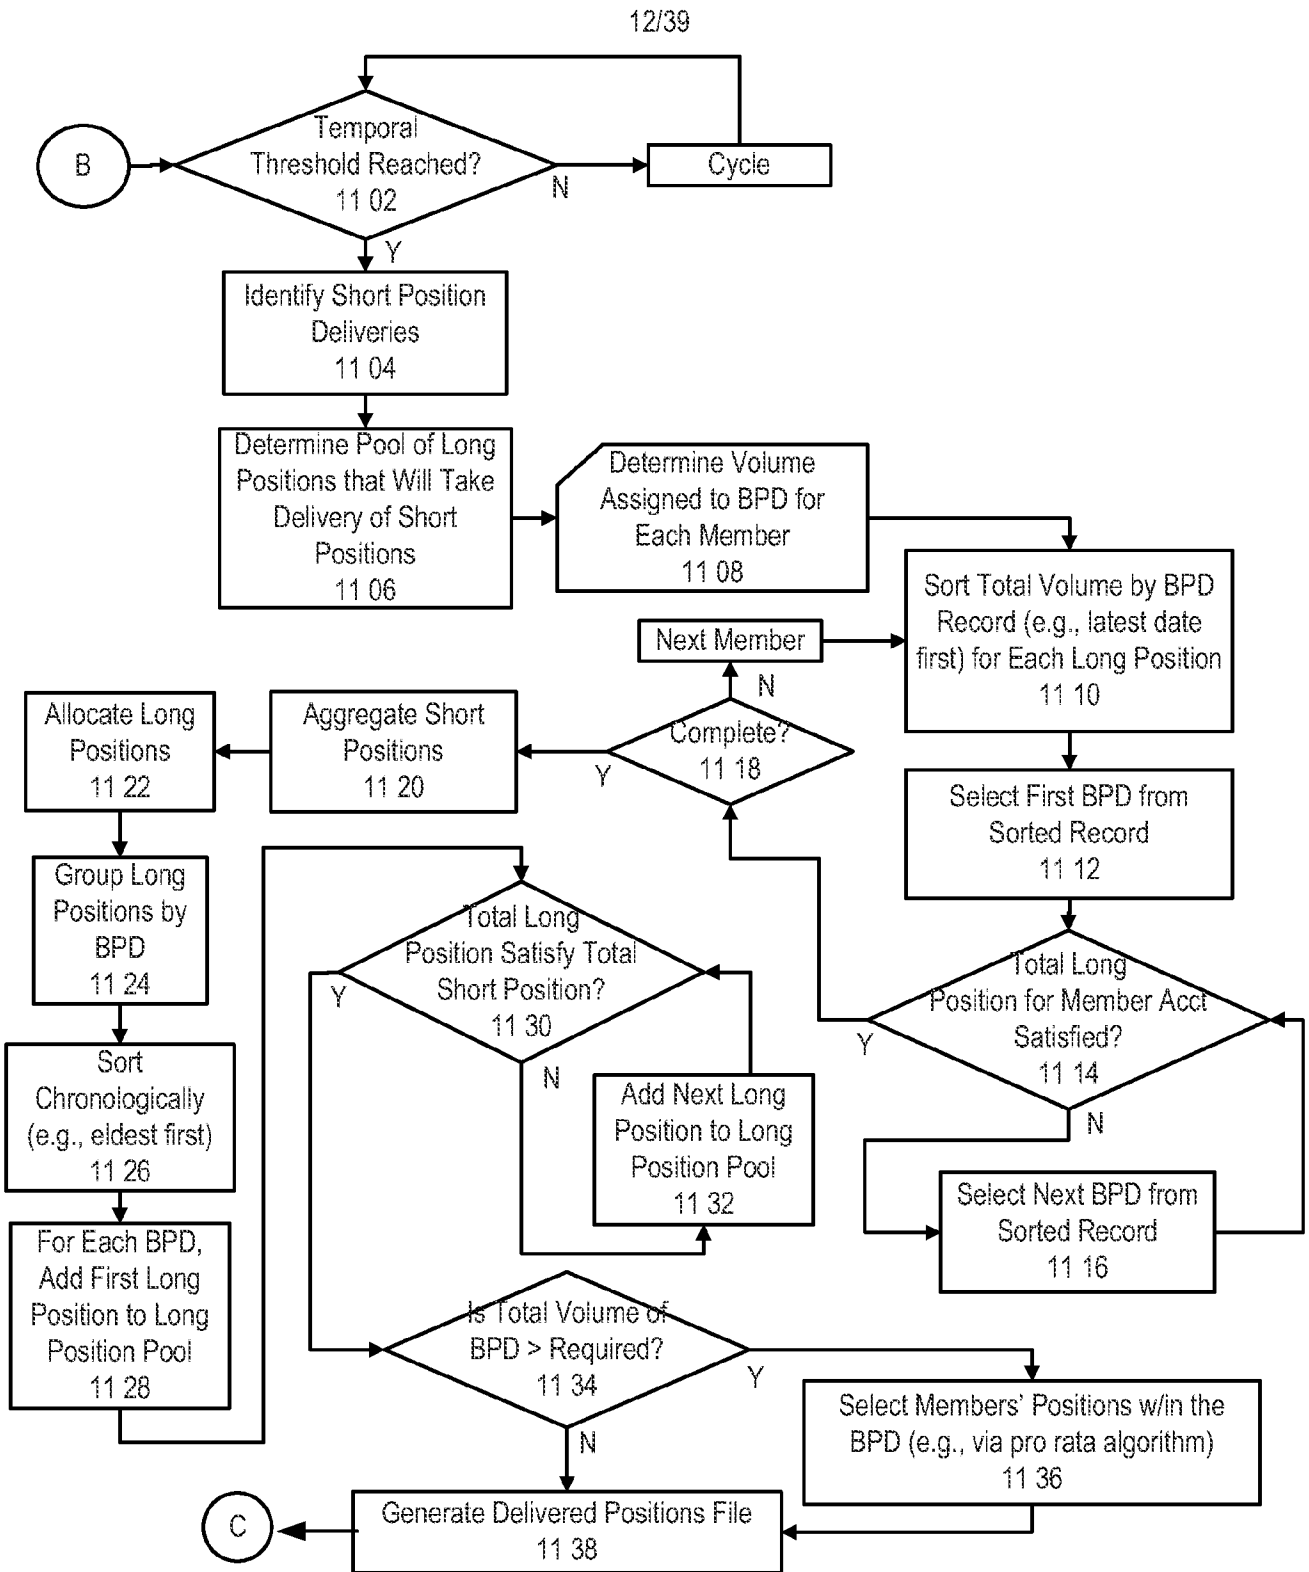 12/39
B
Temporal
Threshold Reached?
11 02
N
Cycle
Y
Identify Short Position
Deliveries
11 04
Determine Pool of Long
Positions that Will Take
Delivery of Short
Positions
11 06
Determine Volume
Assigned to BPD for
Each Member
11 08
Sort Total Volume by BPD
Record (e.g., latest date
first) for Each Long Position
11 10
Next Member
N
Complete?
11 18
Y
Aggregate Short
Positions
11 20
Allocate Long
Positions
11 22
Select First BPD from
Sorted Record
11 12
Group Long
Positions by
BPD
11 24
Total Long
Position Satisfy Total
Short Position?
11 30
Y
N
Total Long
Position for Member Acct
Satisfied?
11 14
Y
N
Sort
Chronologically
(e.g., eldest first)
11 26
Add Next Long
Position to Long
Position Pool
11 32
Select Next BPD from
Sorted Record
11 16
For Each BPD,
Add First Long
Position to Long
Position Pool
11 28
Is Total Volume of
BPD > Required?
11 34
Y
N
Select Members' Positions w/in the
BPD (e.g., via pro rata algorithm)
11 36
Generate Delivered Positions File
11 38
C